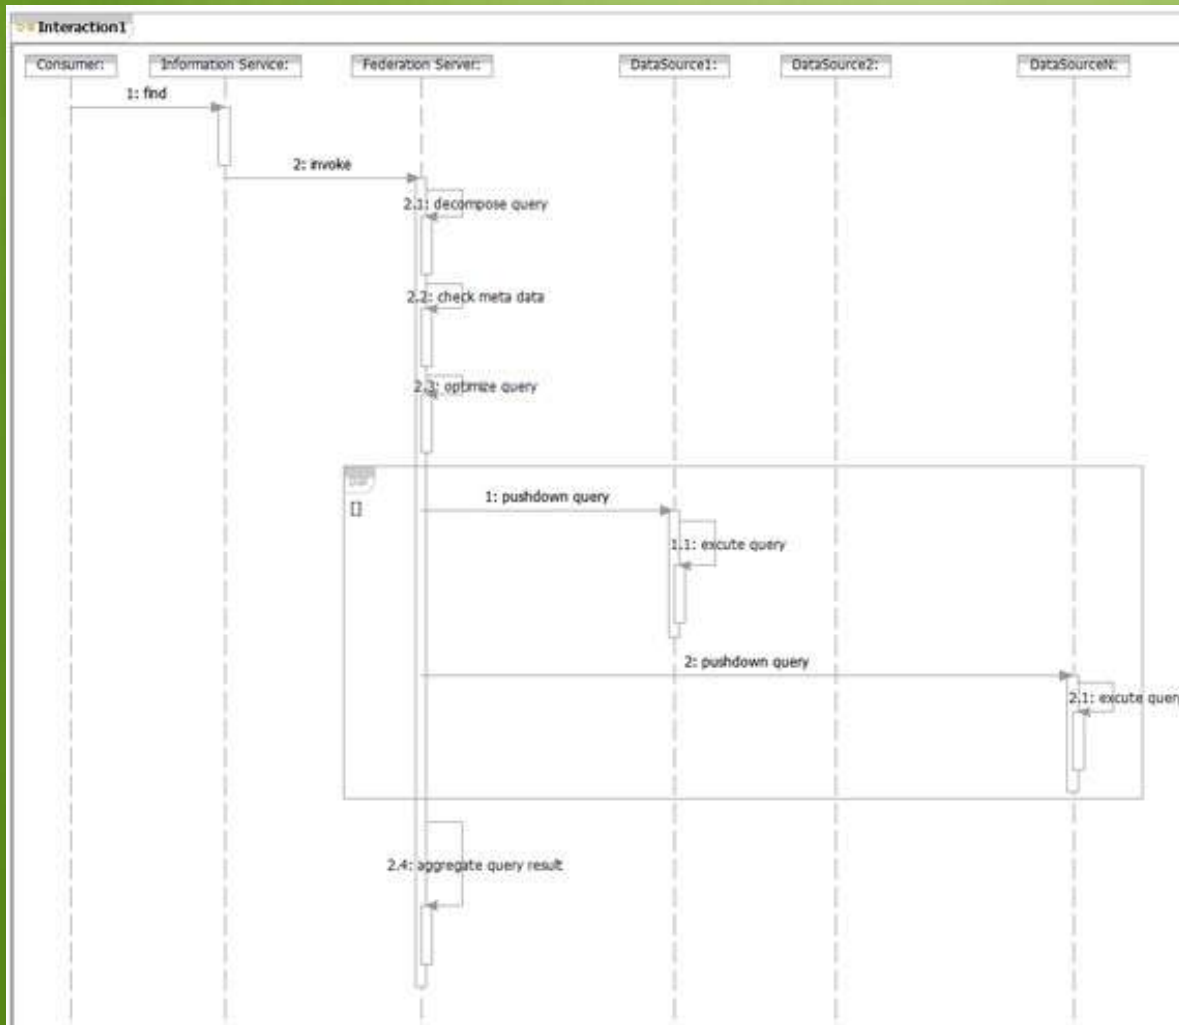 Interaction1
Consumer:
Information Service:
Federation Server:
DataSource1:
DataSource2:
DataSourceN:
1: find
2: invoke
2.1: decompose query
2.2: check meta data
2.3: optimize query
[]
1: pushdown query
1.1: excute query
2: pushdown query
2.1: excute query
2.4: aggregate query result